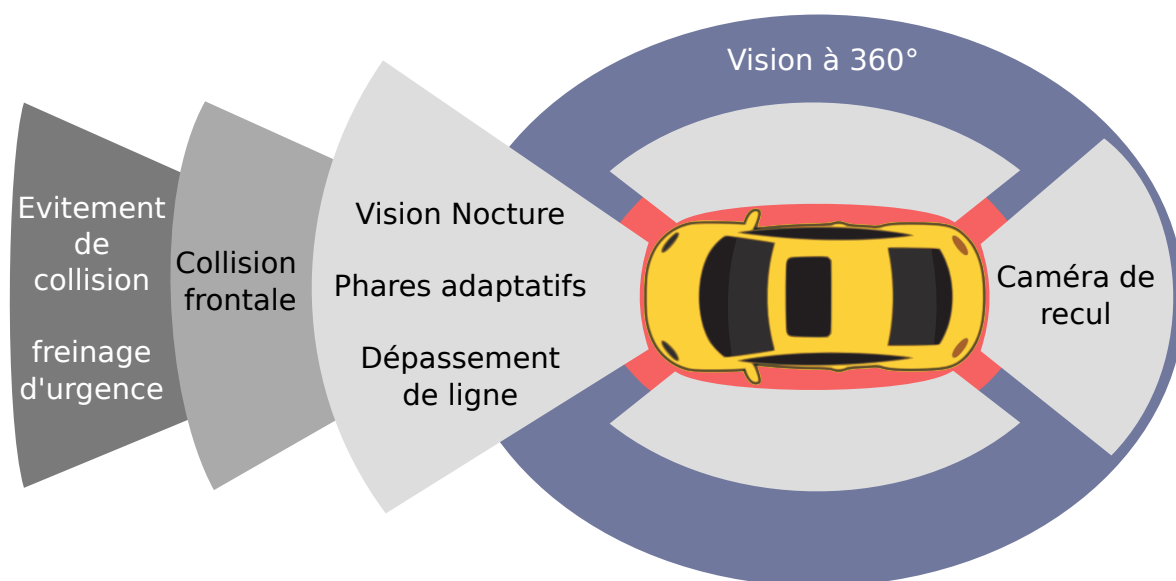 Vision à 360°
Evitement
de
collision
freinage
d'urgence
Collision
frontale
Vision Nocture
Phares adaptatifs
Dépassement
de ligne
Caméra de
recul